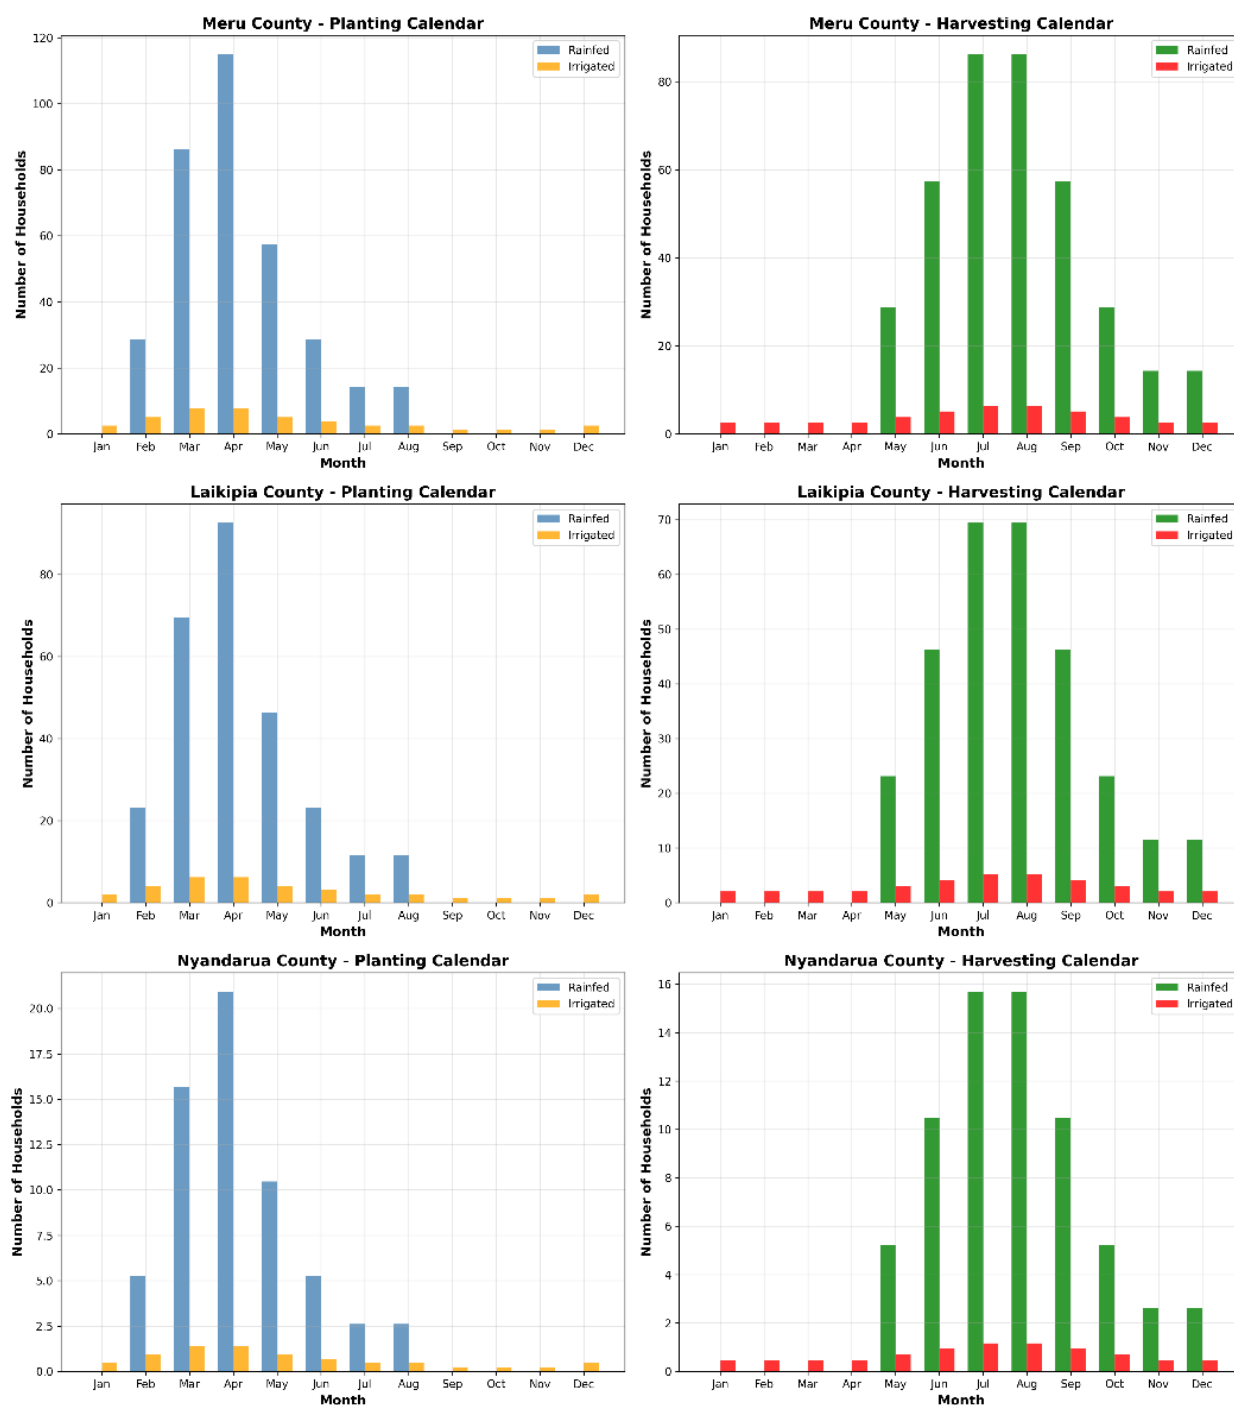 Meru County - Planting Calendar
Number of Households
120
100
80
60
40
20
0
Rainfed
Irrigated
Jan Feb Mar Apr May Jun Jul Aug Sep Oct Nov Dec
Month
Meru County - Harvesting Calendar
Number of Households
80
60
40
20
0
Rainfed
Irrigated
Jan Feb Mar Apr May Jun Jul Aug Sep Oct Nov Dec
Month
Laikipia County - Planting Calendar
Number of Households
80
60
40
20
0
Rainfed
Irrigated
Jan Feb Mar Apr May Jun Jul Aug Sep Oct Nov Dec
Month
Laikipia County - Harvesting Calendar
Number of Households
70
60
50
40
30
20
10
0
Rainfed
Irrigated
Jan Feb Mar Apr May Jun Jul Aug Sep Oct Nov Dec
Month
Nyandarua County - Planting Calendar
Number of Households
20.0
17.5
15.0
12.5
10.0
7.5
5.0
2.5
0.0
Rainfed
Irrigated
Jan Feb Mar Apr May Jun Jul Aug Sep Oct Nov Dec
Month
Nyandarua County - Harvesting Calendar
Number of Households
16
14
12
10
8
6
4
2
0
Rainfed
Irrigated
Jan Feb Mar Apr May Jun Jul Aug Sep Oct Nov Dec
Month